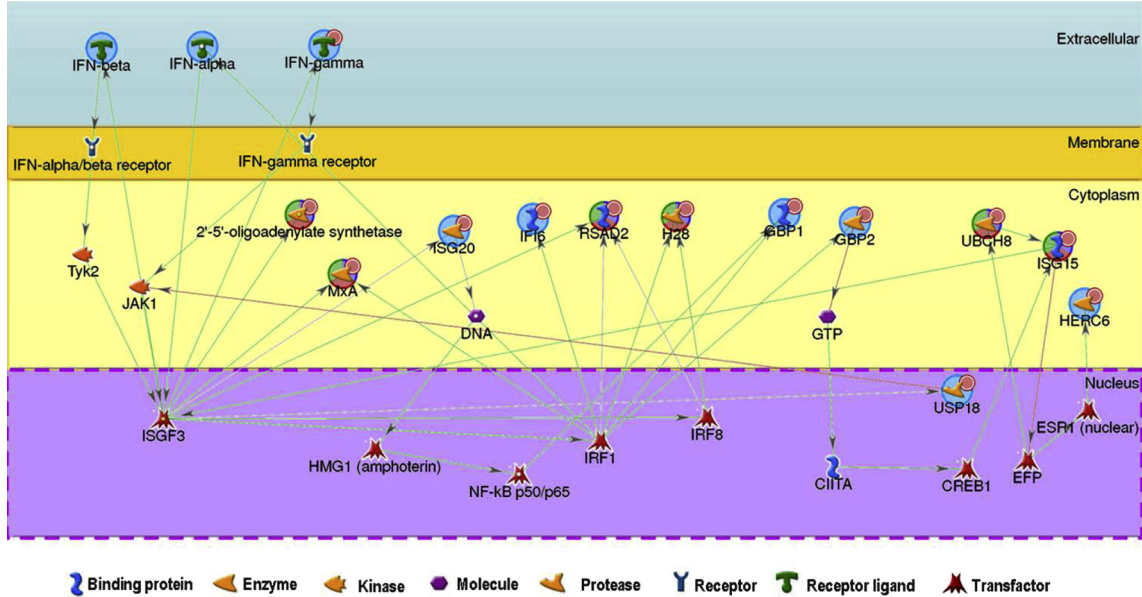 Extracellular
IFN-beta
IFN-alpha
IFN-gamma
Membrane
IFN-alpha/beta receptor
IFN-gamma receptor
Cytoplasm
2'-5'-oligoadenylate synthetase
ISG20
IFI6
RSAD2
H28
GBP1
GBP2
UBCH8
ISG15
Tyk2
JAK1
MxA
DNA
GTP
HERC6
Nucleus
USP18
ISGF3
IRF1
IRF8
ESR1 (nuclear)
HMG1 (amphoterin)
NF-kB p50/p65
CIITA
CREB1
EFP
Binding protein
Enzyme
Kinase
Molecule
Protease
Receptor
Receptor ligand
Transfactor